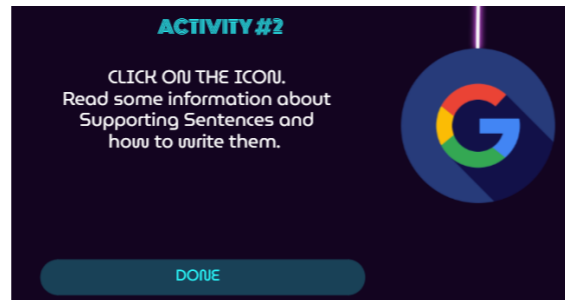 ACTIVITY #2
CLICK ON THE ICON.
Read some information about
Supporting Sentences and
how to write them.
DONE